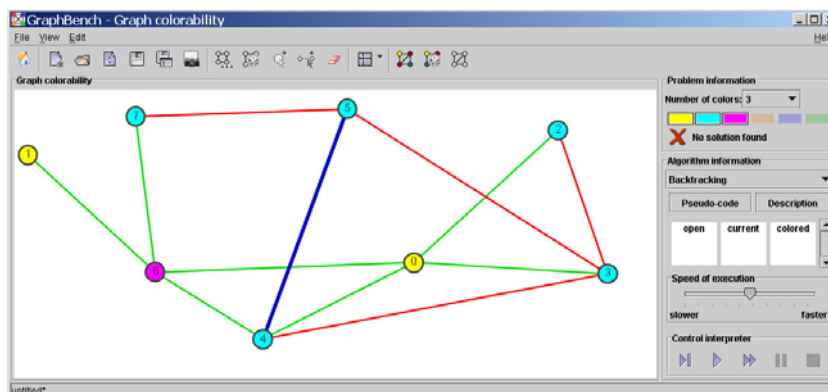 GraphBench - Graph colorability
File View Edit
Hel
Graph colorability
1
7
5
2
6
0
3
4
Problem information
Number of colors: 3
No solution found
Algorithm information
Backtracking
Pseudo-code Description
open current colored
Speed of execution
slower faster
Control interpreter
untitled*